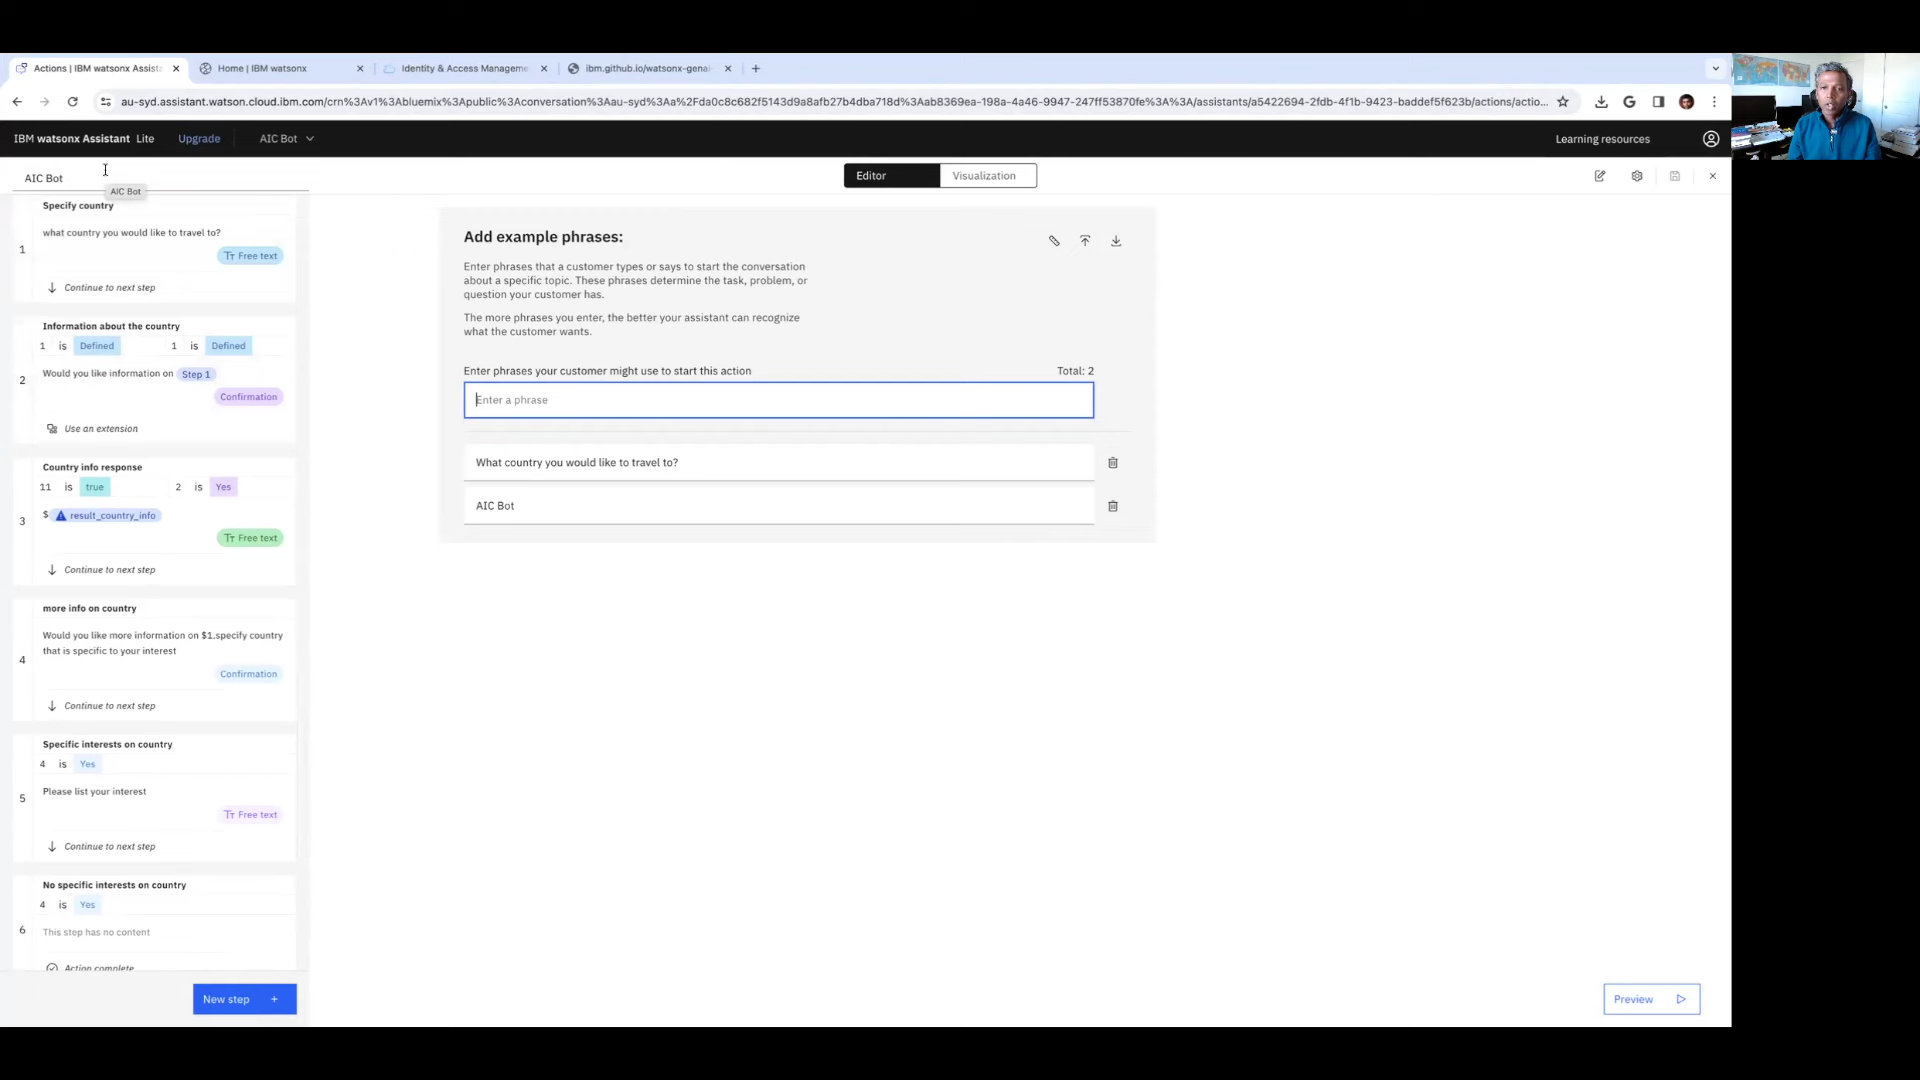 Actions | IBM watsonx Assist
Home | IBM watsonx
Identity & Access Manageme
ibm.github.io/watsonx-genai
au-syd.assistant.watson.cloud.ibm.com/crn%3Av1%3Abluemix%3Apublic%3Aconversation%3Aau-syd%3Aa%2Fda0c8c682f5143d9a8afb27b4dba718d%3Aab8369ea-198a-4a46-9947-247ff53870fe%3A%3A/assistants/a5422694-2fdb-4f1b-9423-baddef5f623b/actions/actio...
IBM watsonx Assistant Lite
Upgrade
AIC Bot
Learning resources
AIC Bot
AIC Bot
Editor
Visualization
Specify country
1
what country you would like to travel to?
Free text
Continue to next step
Information about the country
1 is Defined 1 is Defined
2
Would you like information on Step 1
Confirmation
Use an extension
Country info response
11 is true 2 is Yes
3
$ result_country_info
Free text
Continue to next step
more info on country
4
Would you like more information on $1.specify country
that is specific to your interest
Confirmation
Continue to next step
Specific interests on country
4 is Yes
5
Please list your interest
Free text
Continue to next step
No specific interests on country
4 is Yes
6
This step has no content
Action complete
New step +
Add example phrases:
Enter phrases that a customer types or says to start the conversation
about a specific topic. These phrases determine the task, problem, or
question your customer has.
The more phrases you enter, the better your assistant can recognize
what the customer wants.
Enter phrases your customer might use to start this action
Total: 2
Enter a phrase
What country you would like to travel to?
AIC Bot
Preview